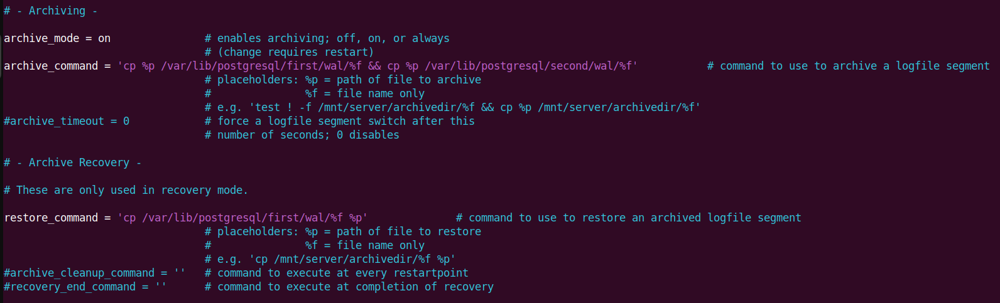 # - Archiving -
archive_mode = on # enables archiving; off, on, or always
# (change requires restart)
archive_command = 'cp %p /var/lib/postgresql/first/wal/%f && cp %p /var/lib/postgresql/second/wal/%f' # command to use to archive a logfile segment
# placeholders: %p = path of file to archive
# %f = file name only
# e.g. 'test ! -f /mnt/server/archivedir/%f && cp %p /mnt/server/archivedir/%f'
#archive_timeout = 0 # force a logfile segment switch after this
# number of seconds; 0 disables
# - Archive Recovery -
# These are only used in recovery mode.
restore_command = 'cp /var/lib/postgresql/first/wal/%f %p' # command to use to restore an archived logfile segment
# placeholders: %p = path of file to restore
# %f = file name only
# e.g. 'cp /mnt/server/archivedir/%f %p'
#archive_cleanup_command = '' # command to execute at every restartpoint
#recovery_end_command = '' # command to execute at completion of recovery